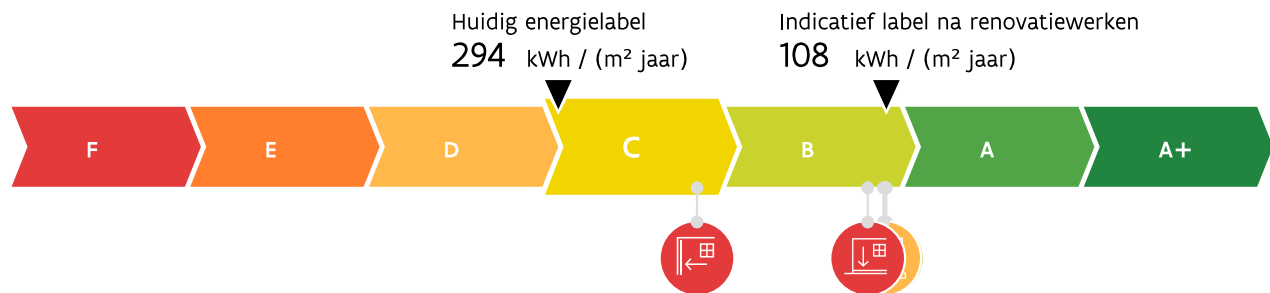 Huidig energielabel
294 kWh / (m² jaar)
Indicatief label na renovatiewerken
108 kWh / (m² jaar)
F E D C B A A+